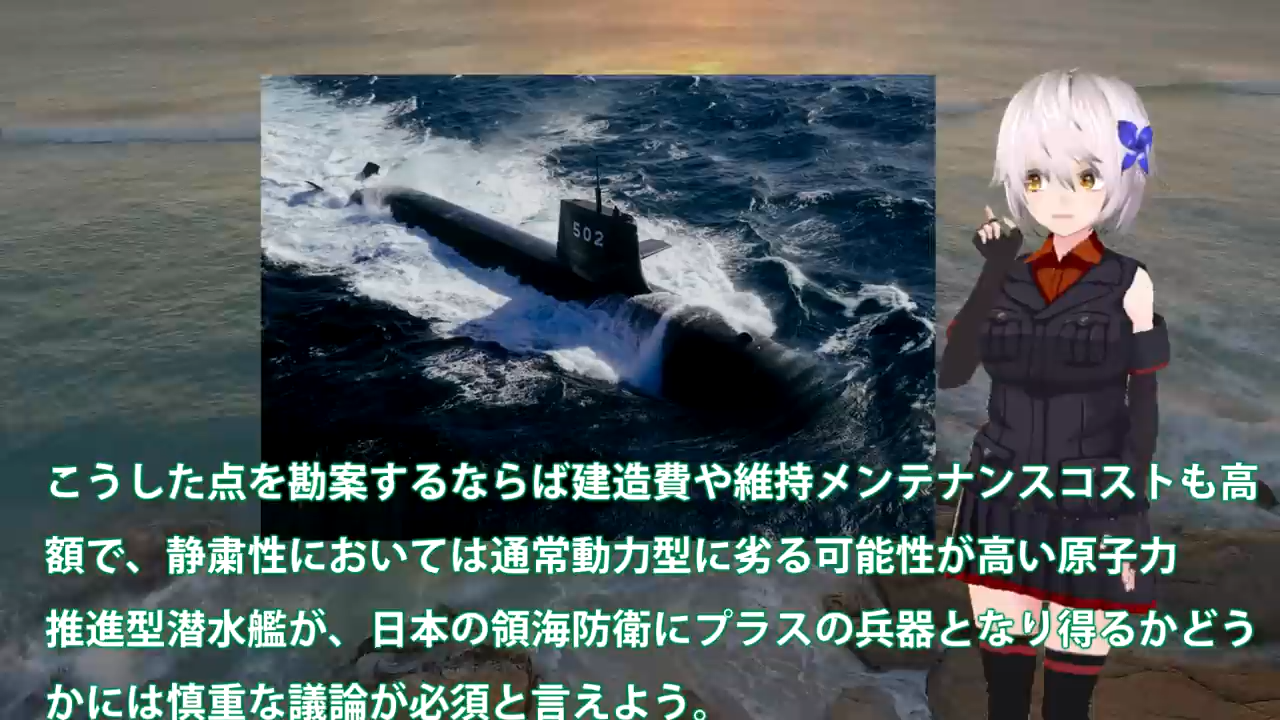 502
こうした点を勘案するならば建造費や維持メンテナンスコストも高
額で、静粛性においては通常動力型に劣る可能性が高い原子力
推進型潜水艦が、日本の領海防衛にプラスの兵器となり得るかどう
かには慎重な議論が必須と言えよう。